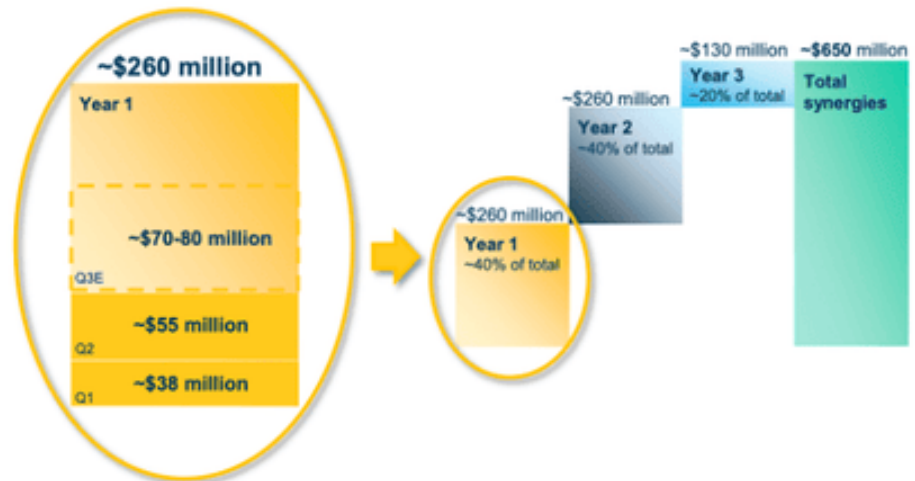 ~$260 million
Year 1
~$70-80 million
Q3E
~$55 million
Q2
~$38 million
Q1
~$260 million
Year 1
~40% of total
~$260 million
Year 2
~40% of total
~$130 million
Year 3
~20% of total
~$650 million
Total
synergies